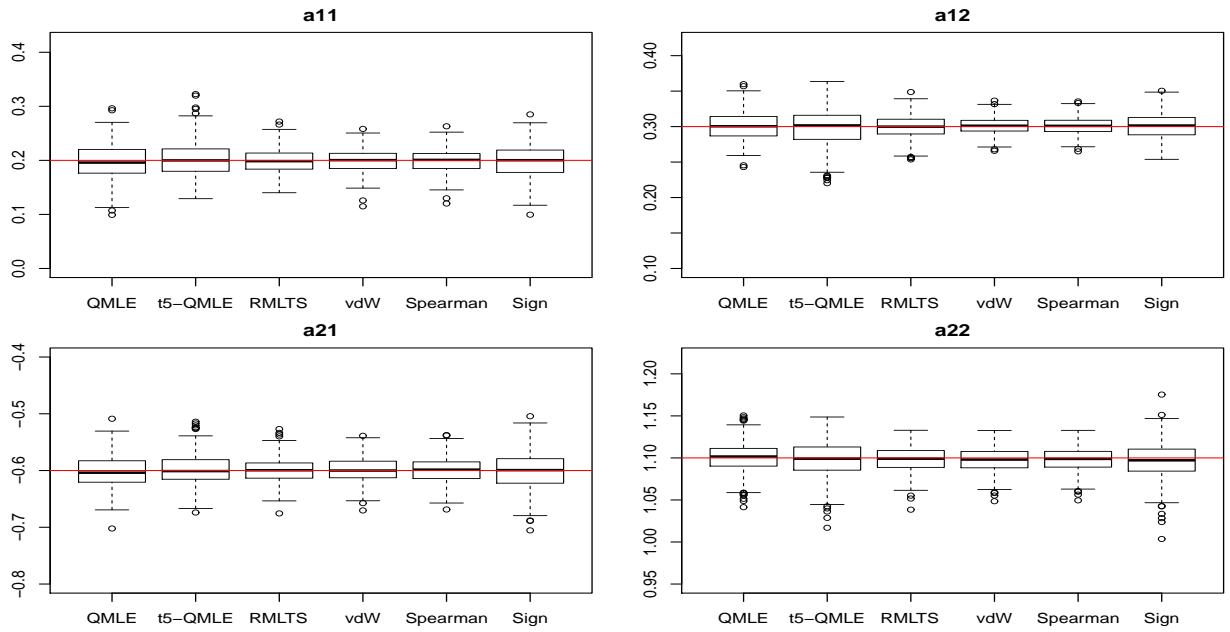 a11
0.0 0.1 0.2 0.3 0.4
QMLE t5−QMLE RMLTS vdW Spearman Sign
a12
0.10 0.20 0.30 0.40
QMLE t5−QMLE RMLTS vdW Spearman Sign
a21
−0.8 −0.7 −0.6 −0.5 −0.4
QMLE t5−QMLE RMLTS vdW Spearman Sign
a22
0.95 1.00 1.05 1.10 1.15 1.20
QMLE t5−QMLE RMLTS vdW Spearman Sign